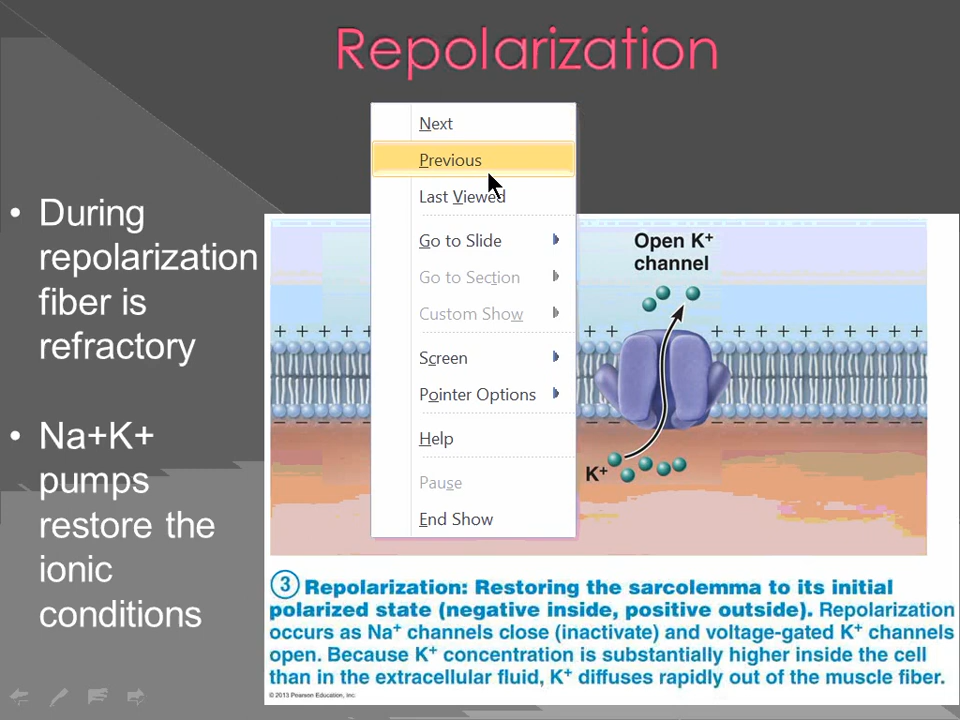 Repolarization
Next
Previous
Last Viewed
Go to Slide
Go to Section
Custom Show
Screen
Pointer Options
Help
Pause
End Show
• During
repolarization
fiber is
refractory
• Na+K+
pumps
restore the
ionic
conditions
Open K+
channel
+ + + + + + + + + + + +
K+
3 Repolarization: Restoring the sarcolemma to its initial
polarized state (negative inside, positive outside). Repolarization
occurs as Na+ channels close (inactivate) and voltage-gated K+ channels
open. Because K+ concentration is substantially higher inside the cell
than in the extracellular fluid, K+ diffuses rapidly out of the muscle fiber.
© 2013 Pearson Education, Inc.